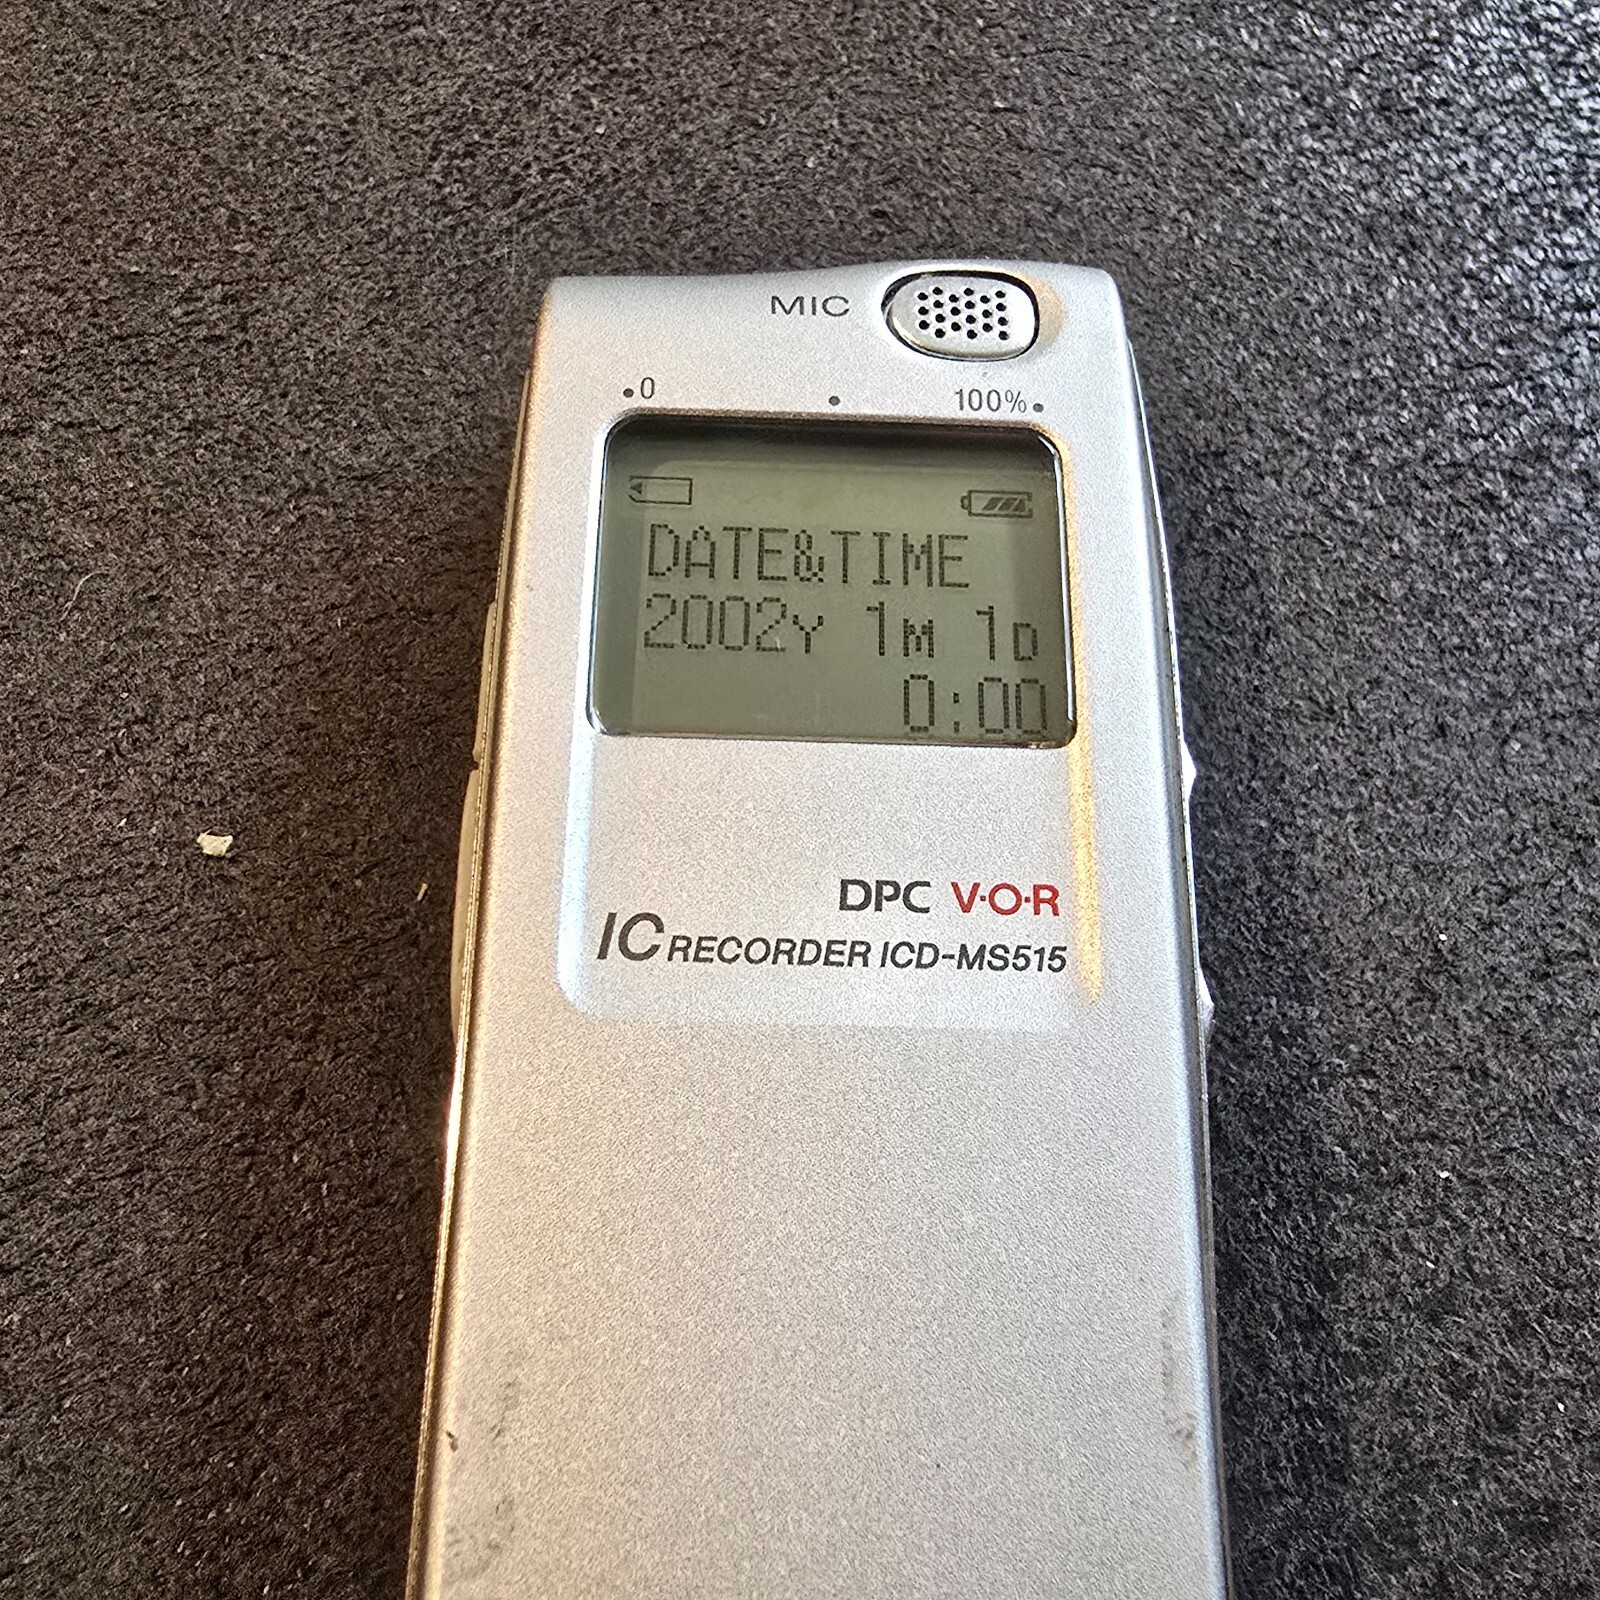 MIC
0 100%
DATE&TIME
2002Y 1M 1D
0:00
DPC V·O·R
IC RECORDER ICD-MS515